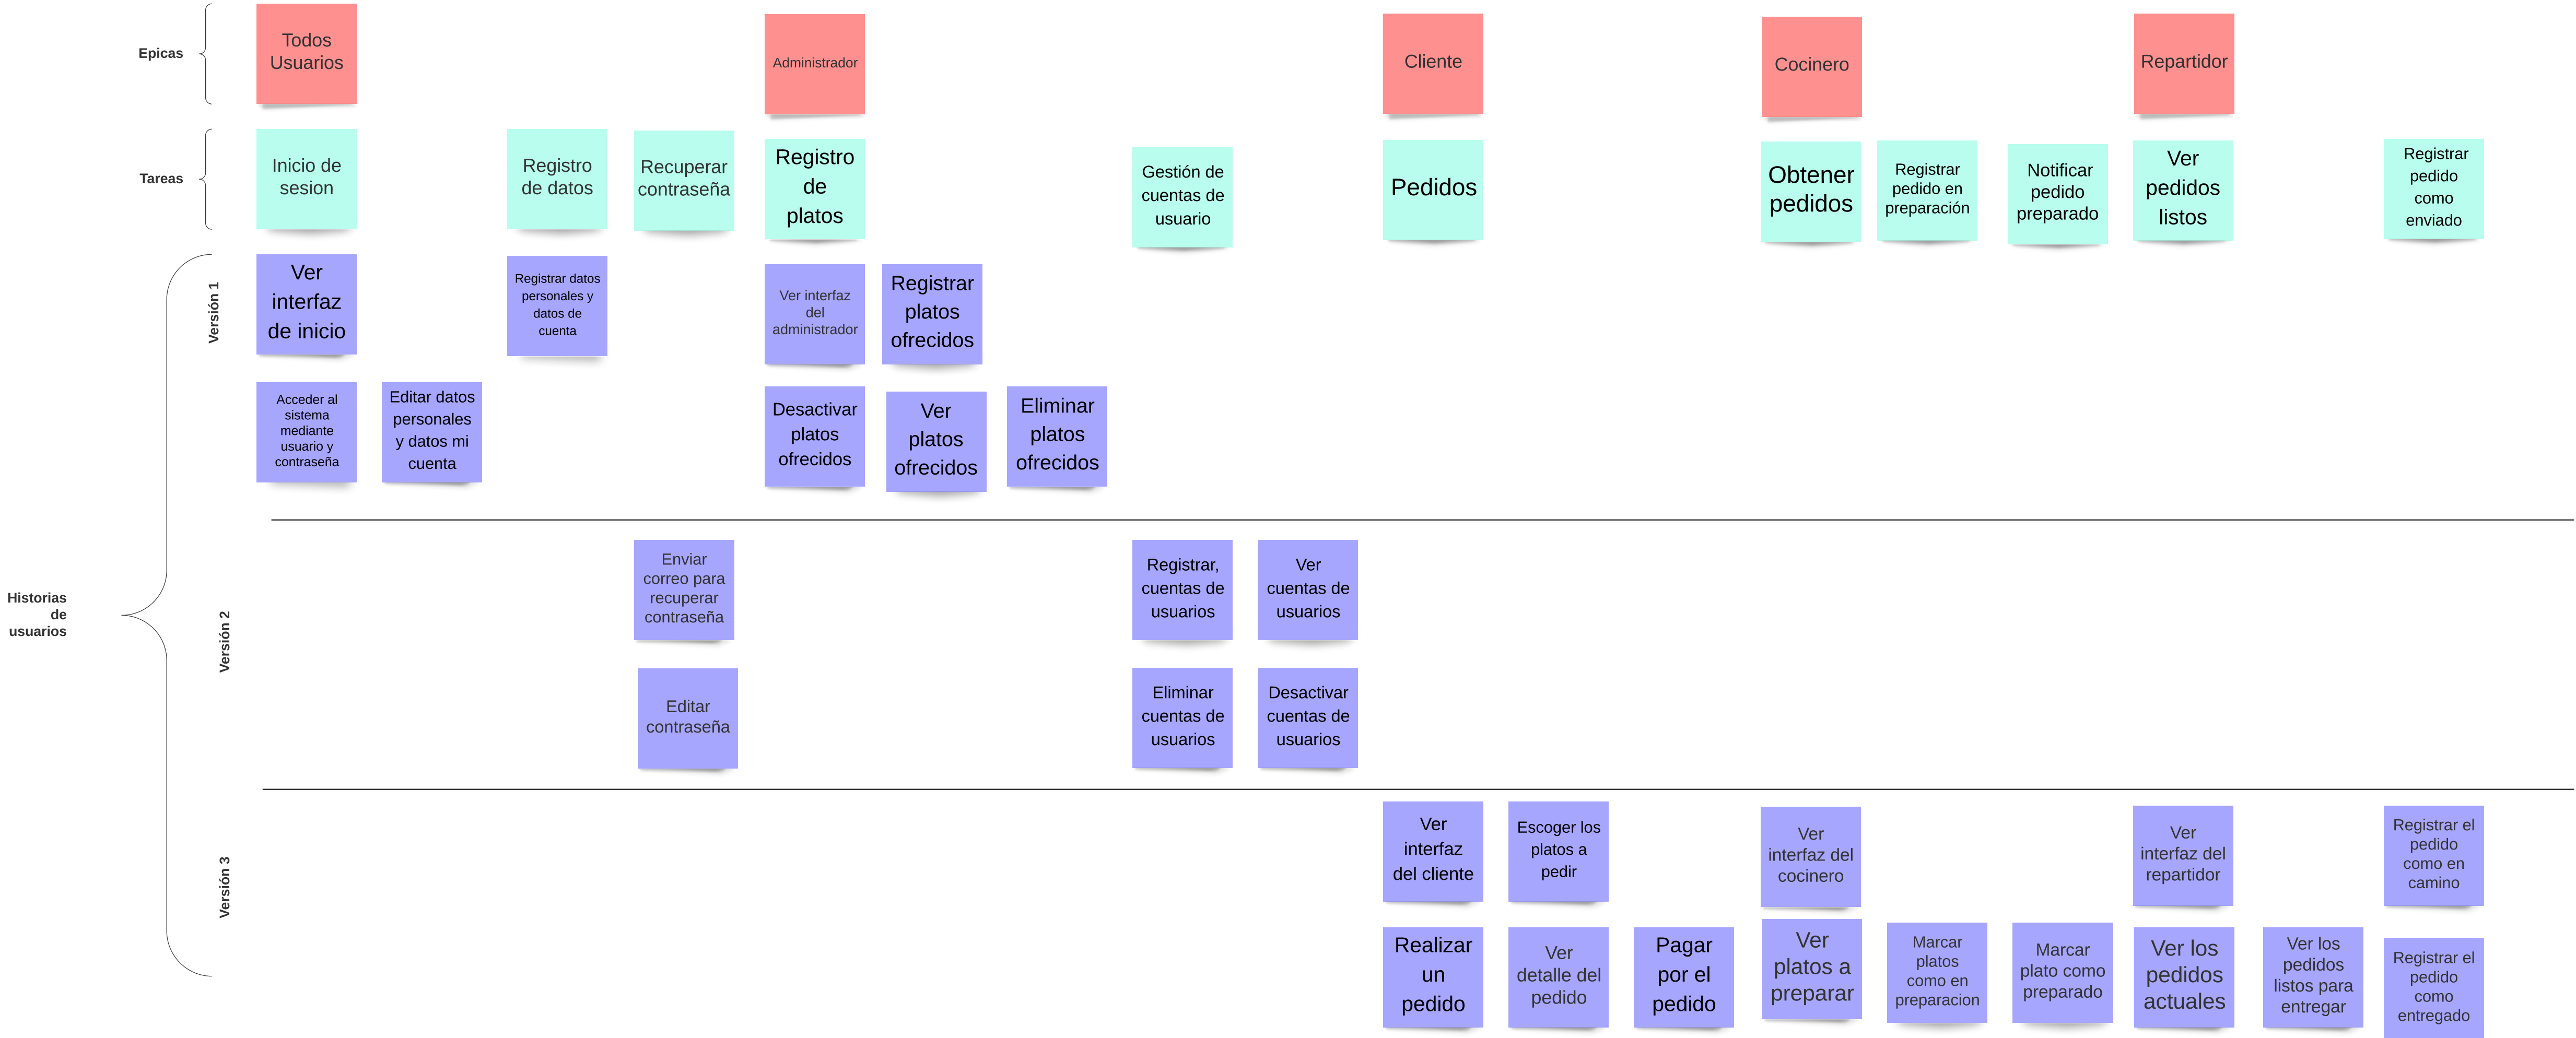 Epicas
Todos
Usuarios
Administrador
Cliente
Cocinero
Repartidor
Tareas
Inicio de
sesion
Registro
de datos
Recuperar
contraseña
Registro
de
platos
Gestión de
cuentas de
usuario
Pedidos
Obtener
pedidos
Registrar
pedido en
preparación
Notificar
pedido
preparado
Ver
pedidos
listos
Registrar
pedido
como
enviado
Historias
de
usuarios
Versión 1
Ver
interfaz
de inicio
Registrar datos
personales y
datos de
cuenta
Ver interfaz
del
administrador
Registrar
platos
ofrecidos
Acceder al
sistema
mediante
usuario y
contraseña
Editar datos
personales
y datos mi
cuenta
Desactivar
platos
ofrecidos
Ver
platos
ofrecidos
Eliminar
platos
ofrecidos
Versión 2
Enviar
correo para
recuperar
contraseña
Registrar,
cuentas de
usuarios
Ver
cuentas de
usuarios
Editar
contraseña
Eliminar
cuentas de
usuarios
Desactivar
cuentas de
usuarios
Versión 3
Ver
interfaz
del cliente
Escoger los
platos a
pedir
Ver
interfaz del
cocinero
Ver
interfaz del
repartidor
Registrar el
pedido
como en
camino
Realizar
un
pedido
Ver
detalle del
pedido
Pagar
por el
pedido
Ver
platos a
preparar
Marcar
platos
como en
preparacion
Marcar
plato como
preparado
Ver los
pedidos
actuales
Ver los
pedidos
listos para
entregar
Registrar el
pedido
como
entregado